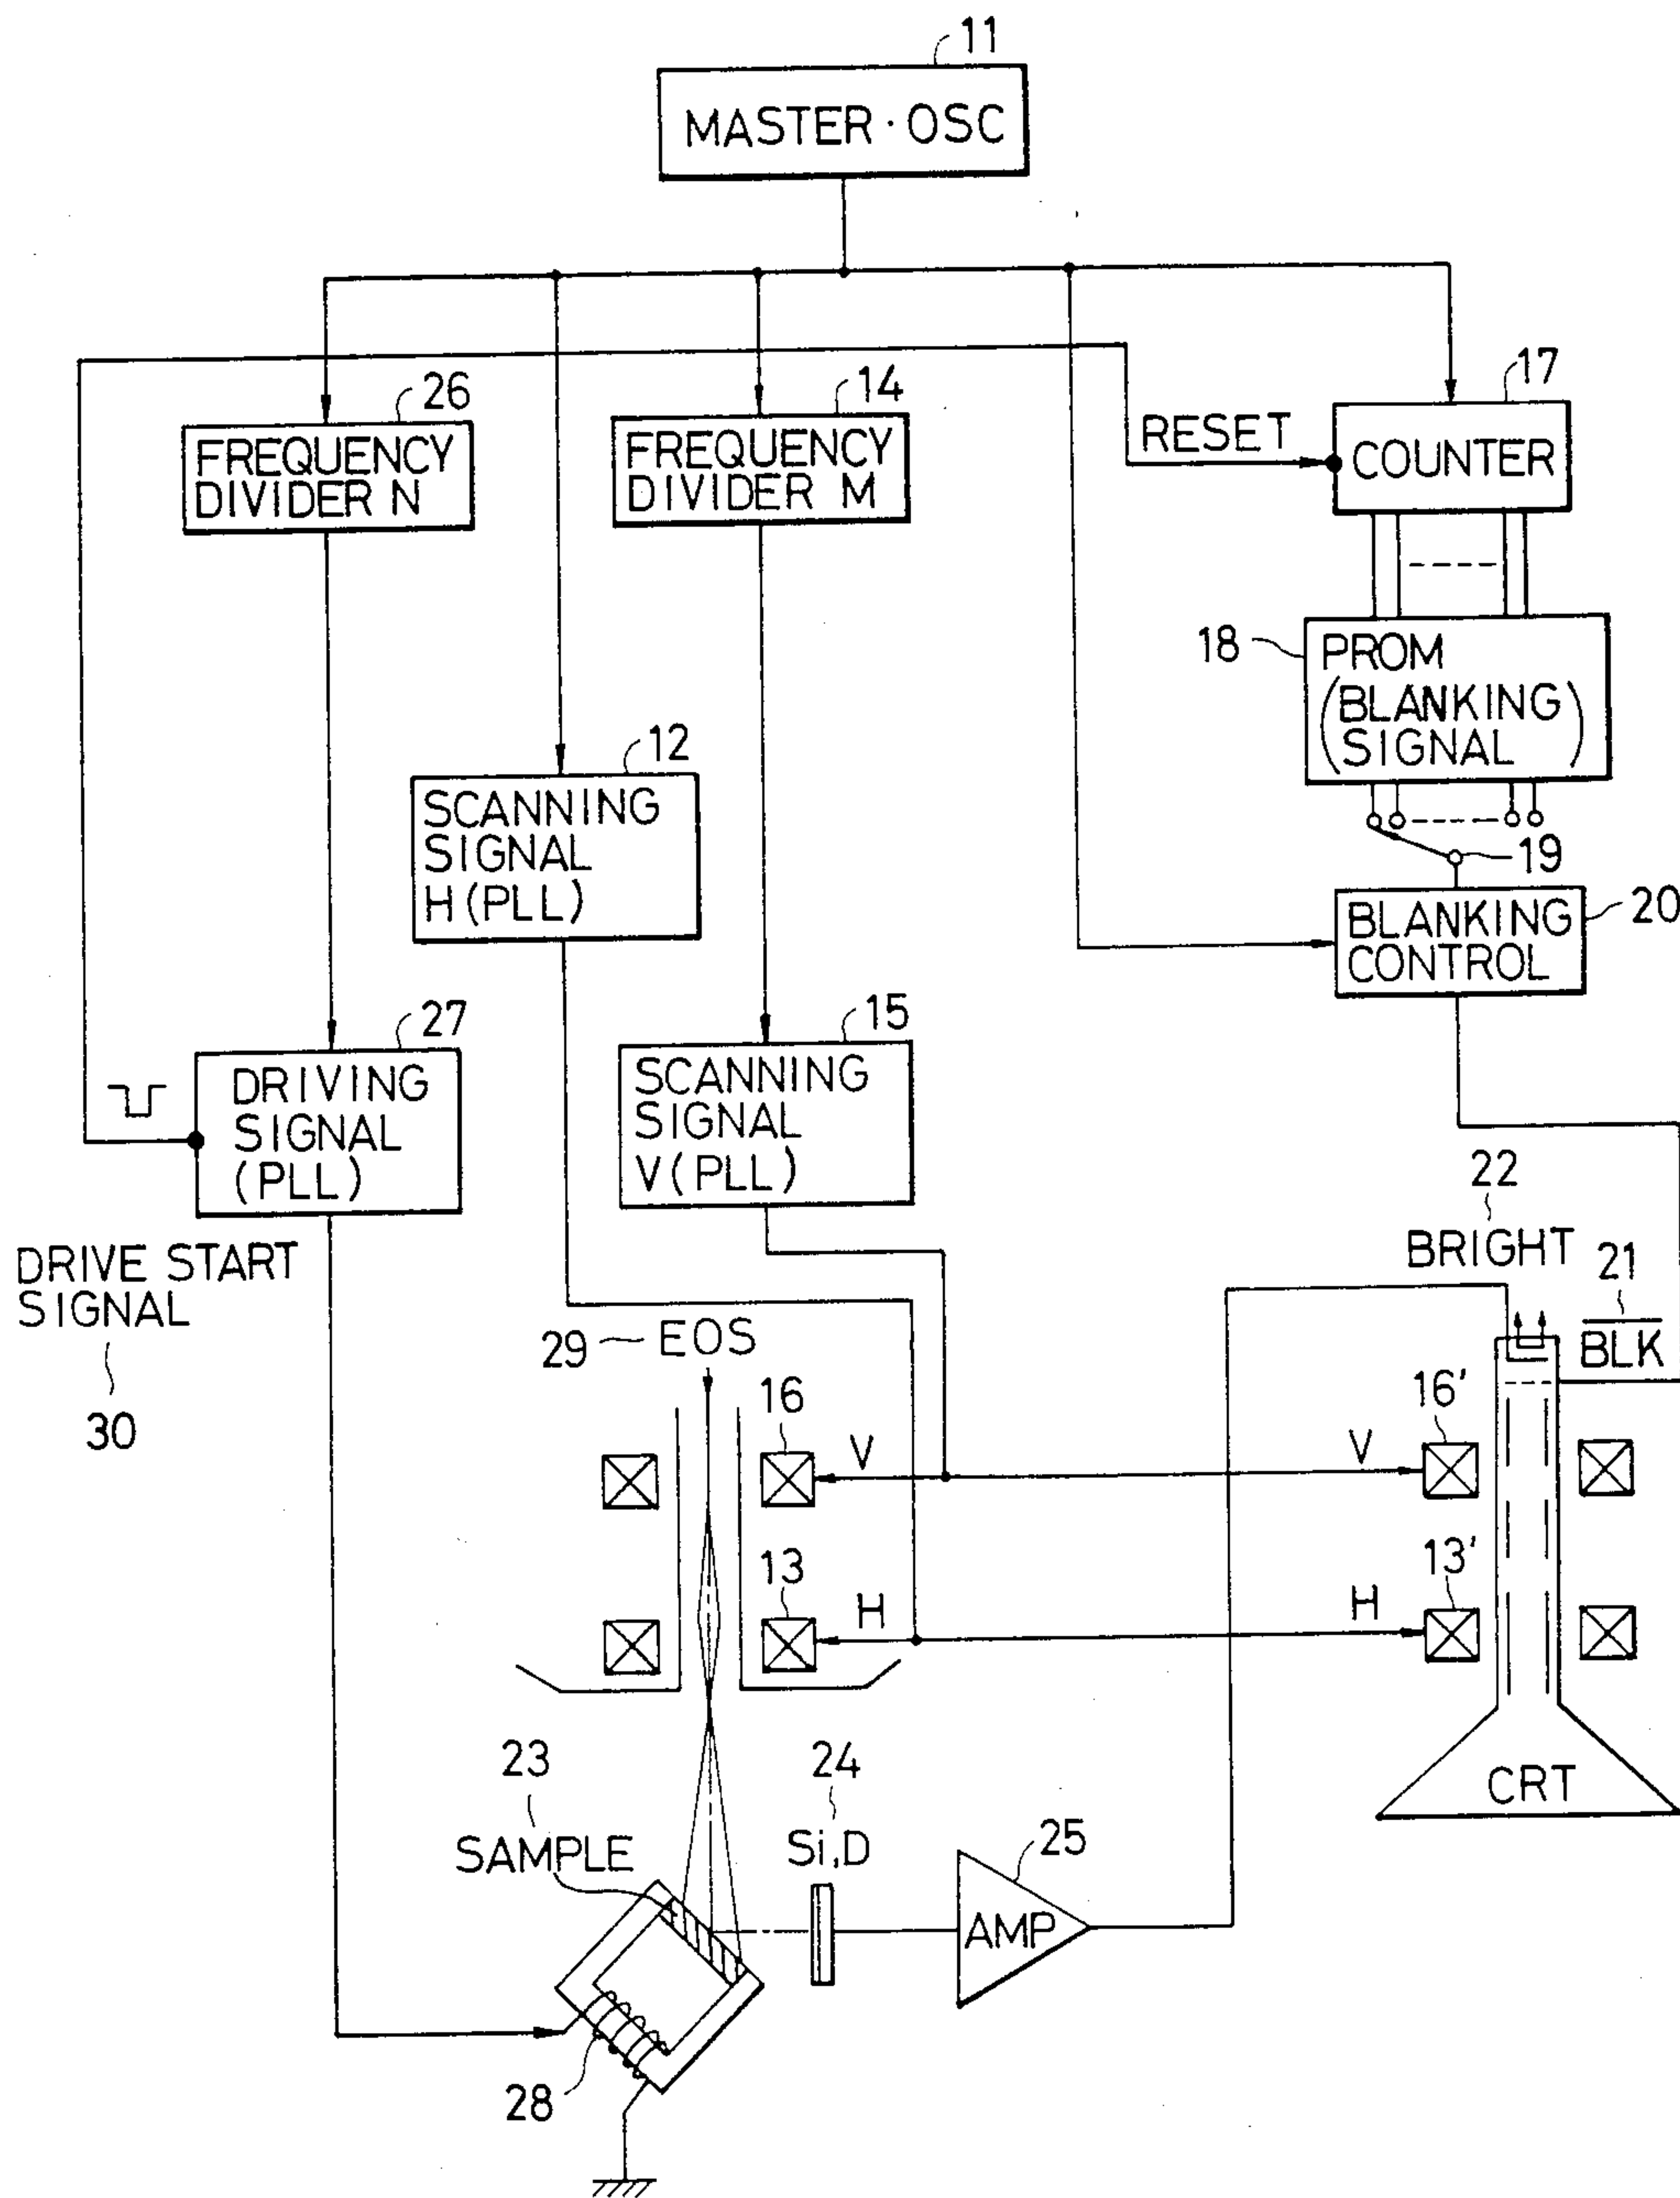 11
MASTER · OSC
26
FREQUENCY
DIVIDER N
14
FREQUENCY
DIVIDER M
RESET
17
COUNTER
18
PROM
(BLANKING
SIGNAL)
12
SCANNING
SIGNAL
H (PLL)
19
20
BLANKING
CONTROL
27
DRIVING
SIGNAL
(PLL)
15
SCANNING
SIGNAL
V (PLL)
DRIVE START
SIGNAL
30
22
BRIGHT
21
BLK
29
EOS
16
V
V
16'
13
H
H
13'
CRT
23
SAMPLE
24
Si,D
25
AMP
28